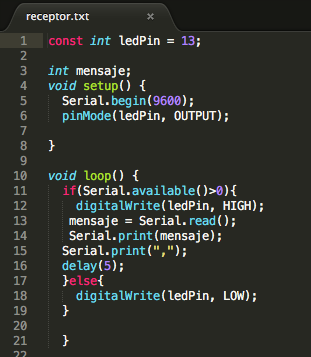 receptor.txt ×
1 const int ledPin = 13;
2
3 int mensaje;
4 void setup() {
5   Serial.begin(9600);
6   pinMode(ledPin, OUTPUT);
7
8 }
9
10 void loop() {
11   if(Serial.available()>0){
12     digitalWrite(ledPin, HIGH);
13    mensaje = Serial.read();
14    Serial.print(mensaje);
15   Serial.print(",");
16   delay(5);
17   }else{
18     digitalWrite(ledPin, LOW);
19   }
20
21   }